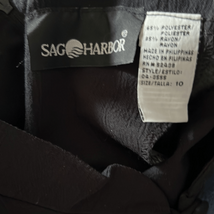 SAG HARBOR®
POLYESTER/
POLIESTER
RAYON/
RAYON
MADE IN PHILIPPINES
HECHO EN FILIPINAS
STYLE/ESTILO:
SIZE/TALLA: 10